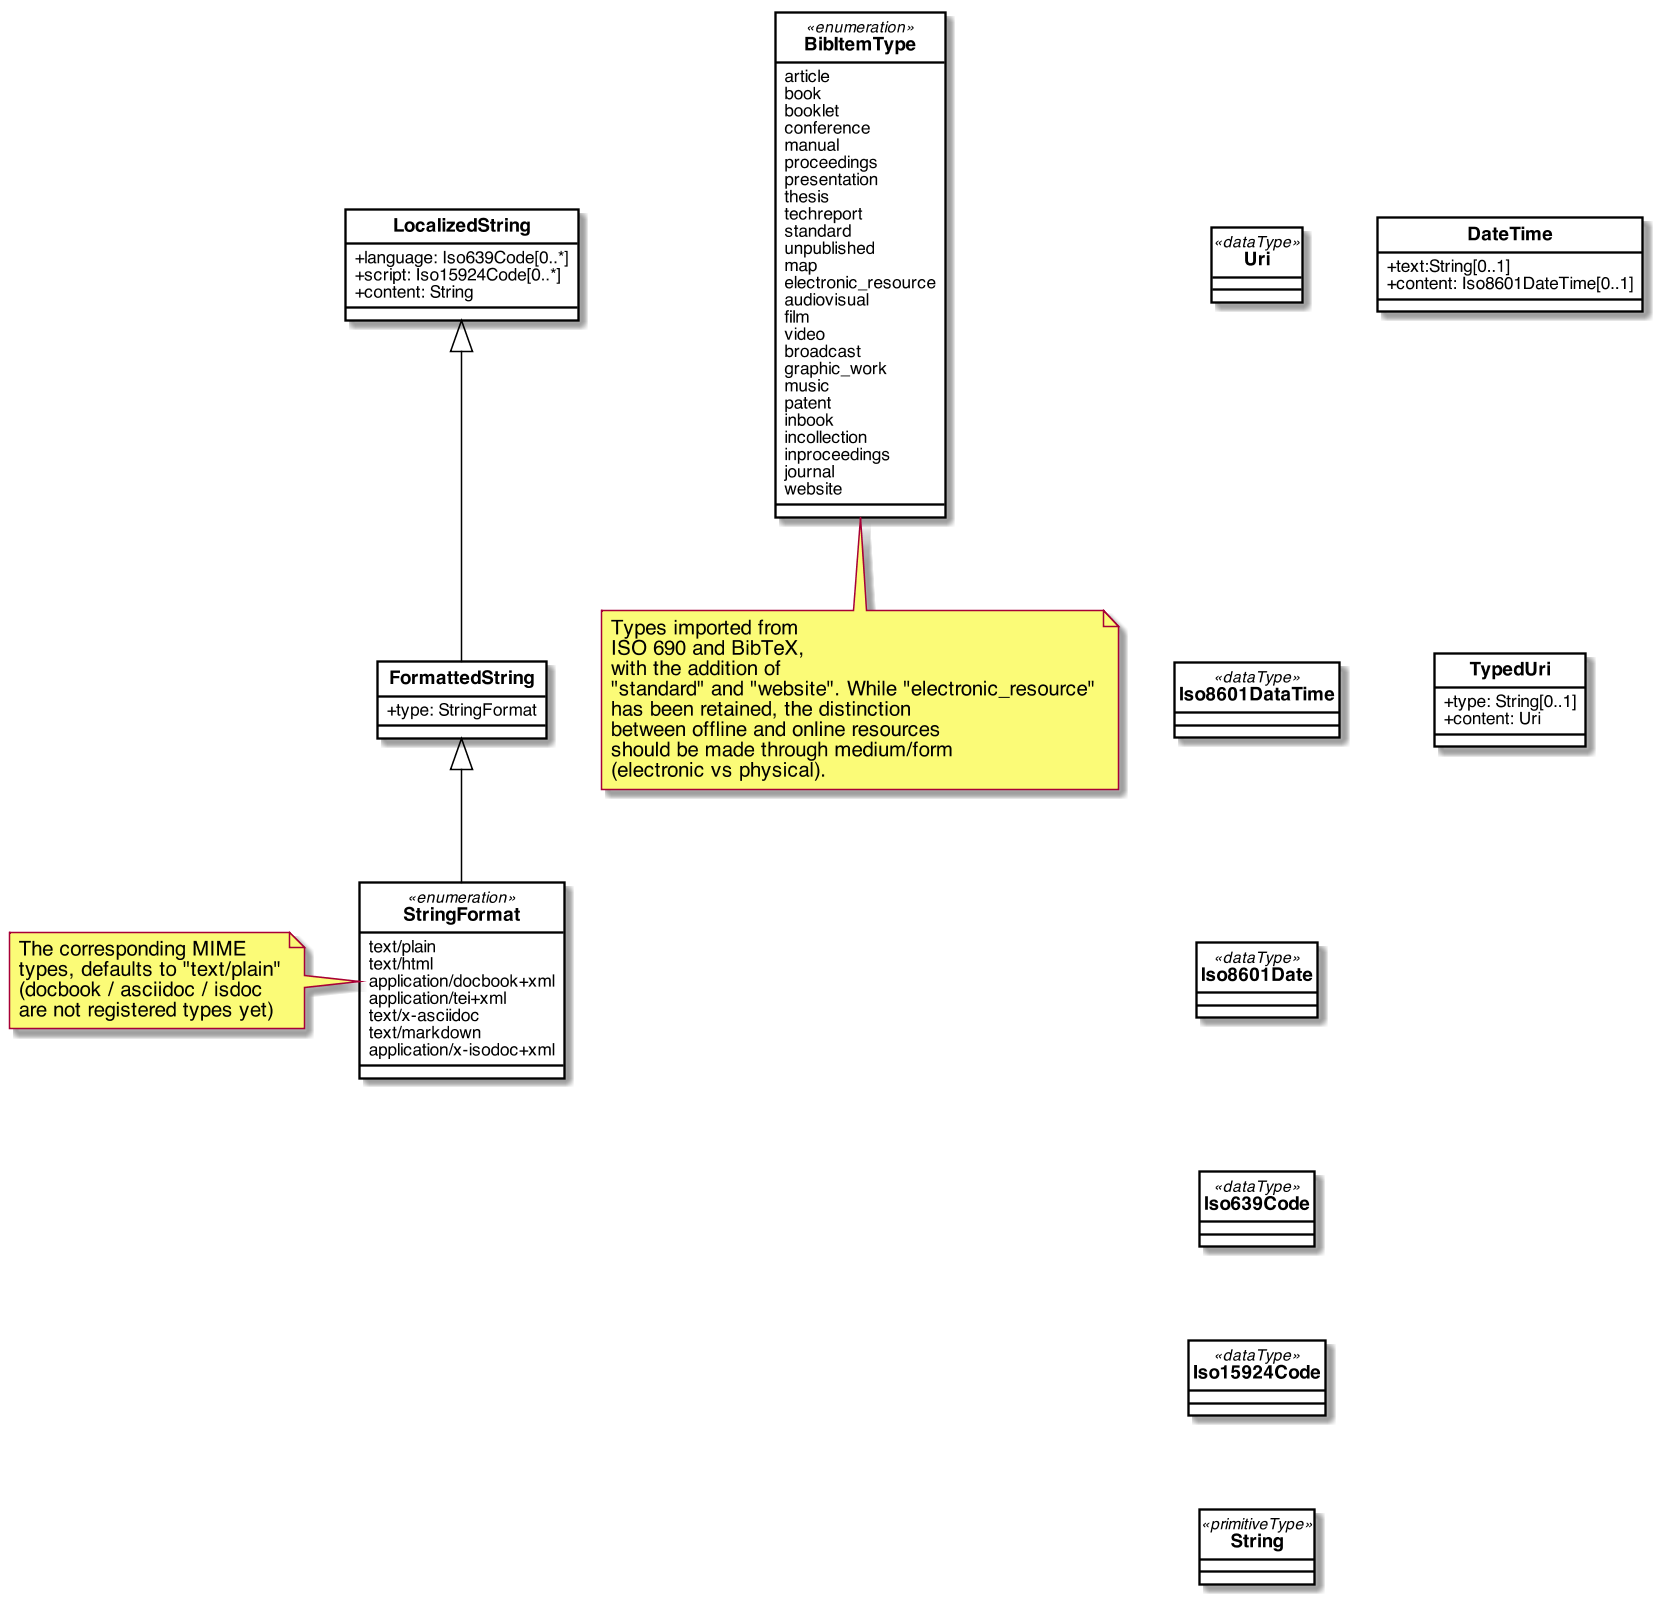 «enumeration»
BibItemType
article
book
booklet
conference
manual
proceedings
presentation
thesis
techreport
standard
unpublished
map
electronic_resource
audiovisual
film
video
broadcast
graphic_work
music
patent
inbook
incollection
inproceedings
journal
website
LocalizedString
+language: Iso639Code[0..*]
+script: Iso15924Code[0..*]
+content: String
«dataType»
Uri
DateTime
+text:String[0..1]
+content: Iso8601DateTime[0..1]
FormattedString
+type: StringFormat
Types imported from
ISO 690 and BibTeX,
with the addition of
"standard" and "website". While "electronic_resource"
has been retained, the distinction
between offline and online resources
should be made through medium/form
(electronic vs physical).
«dataType»
Iso8601DataTime
TypedUri
+type: String[0..1]
+content: Uri
The corresponding MIME
types, defaults to "text/plain"
(docbook / asciidoc / isdoc
are not registered types yet)
«enumeration»
StringFormat
text/plain
text/html
application/docbook+xml
application/tei+xml
text/x-asciidoc
text/markdown
application/x-isodoc+xml
«dataType»
Iso8601Date
«dataType»
Iso639Code
«dataType»
Iso15924Code
«primitiveType»
String